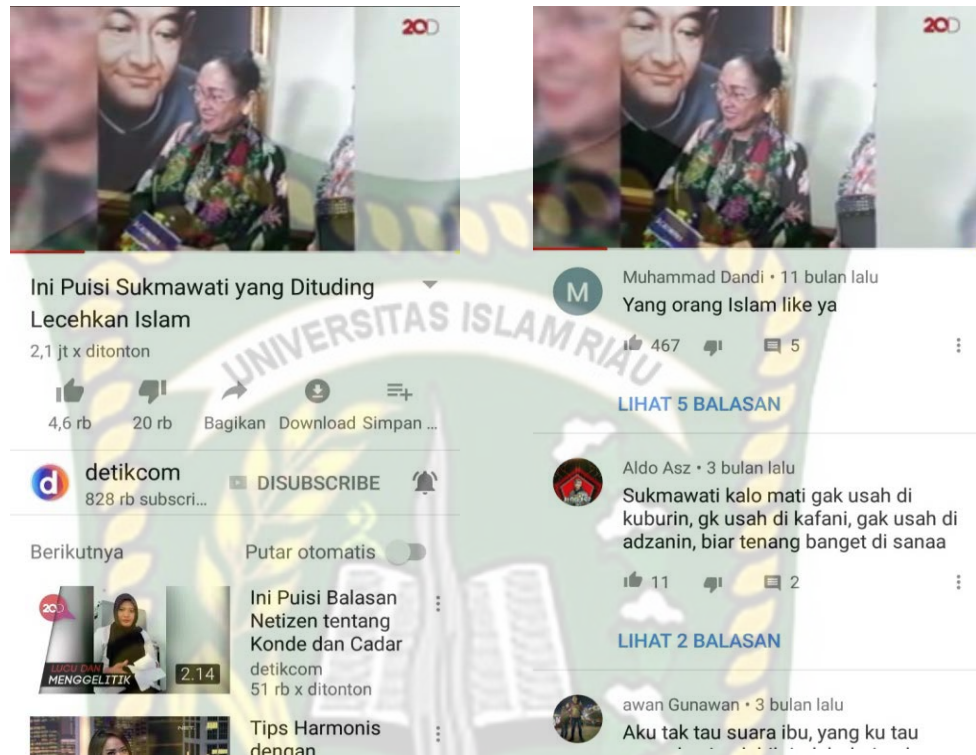 20D
Ini Puisi Sukmawati yang Dituding
Lecehkan Islam
2,1 jt x ditonton
4,6 rb
20 rb
Bagikan
Download
Simpan ...
detikcom
828 rb subscri...
DISUBSCRIBE
Berikutnya
Putar otomatis
20D
LUCU DAN
MENGGELITIK
2.14
Ini Puisi Balasan
Netizen tentang
Konde dan Cadar
detikcom
51 rb x ditonton
Tips Harmonis
dengan
20D
M
Muhammad Dandi • 11 bulan lalu
Yang orang Islam like ya
467
5
LIHAT 5 BALASAN
Aldo Asz • 3 bulan lalu
Sukmawati kalo mati gak usah di
kuburin, gk usah di kafani, gak usah di
adzanin, biar tenang banget di sanaa
11
2
LIHAT 2 BALASAN
awan Gunawan • 3 bulan lalu
Aku tak tau suara ibu, yang ku tau
UNIVERSITAS ISLAM RIAU